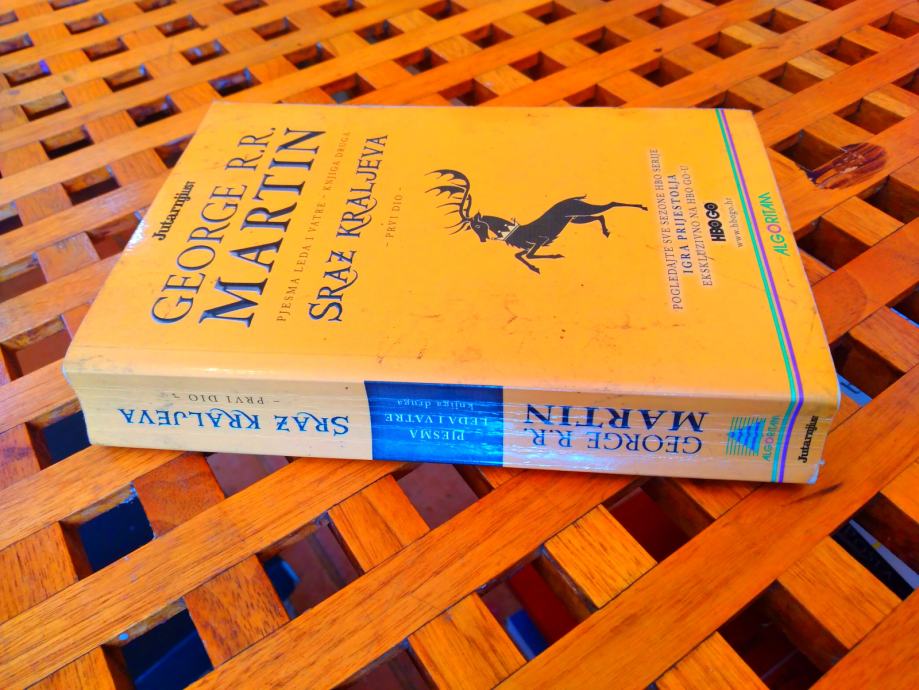 Jutarnji LIST
GEORGE R.R.
MARTIN
PJESMA LEDA I VATRE - KNJIGA DRUGA
SRAZ KRALJEVA
- PRVI DIO -
POGLEDAJTE SVE SEZONE HBO SERIJE
IGRA PRIJESTOLJA
EKSKLUZIVNO NA HBO GO-U
HBO GO
www.hbogo.hr
ALGORITAM
SRAZ KRALJEVA
- PRVI DIO -
PJESMA
LEDA I VATRE
Knjiga druga
GEORGE R.R.
MARTIN
ALGORITAM
Jutarnji LIST